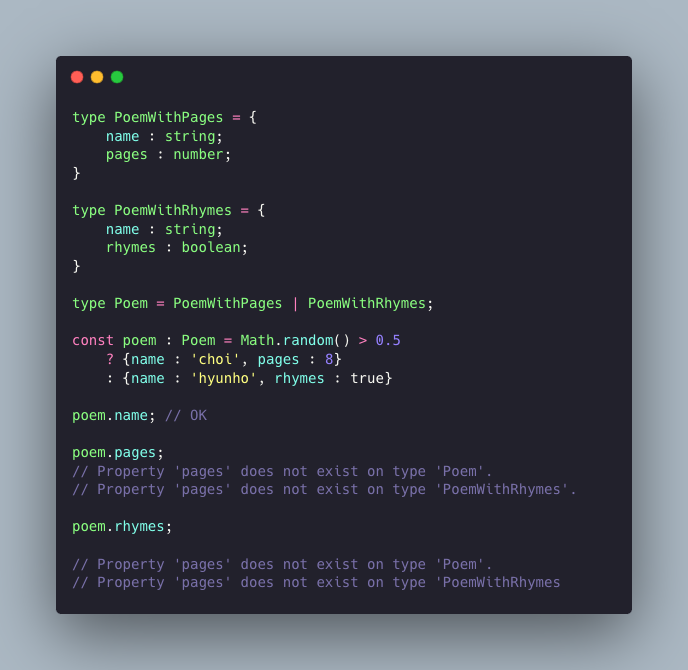 type PoemWithPages = {
    name : string;
    pages : number;
}
type PoemWithRhymes = {
    name : string;
    rhymes : boolean;
}
type Poem = PoemWithPages | PoemWithRhymes;
const poem : Poem = Math.random() > 0.5
    ? {name : 'choi', pages : 8}
    : {name : 'hyunho', rhymes : true}
poem.name; // OK
poem.pages;
// Property 'pages' does not exist on type 'Poem'.
// Property 'pages' does not exist on type 'PoemWithRhymes'.
poem.rhymes;
// Property 'pages' does not exist on type 'Poem'.
// Property 'pages' does not exist on type 'PoemWithRhymes